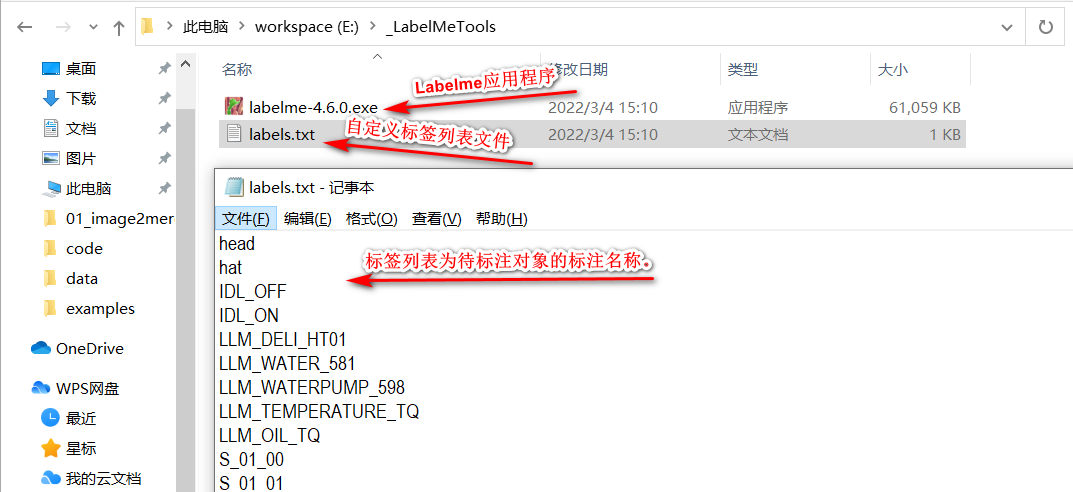 此电脑 workspace (E:) _LabelMeTools
桌面
下载
文档
图片
此电脑
01_image2mer
code
data
examples
OneDrive
WPS网盘
最近
星标
我的云文档
名称 修改日期 类型 大小
labelme-4.6.0.exe 2022/3/4 15:10 应用程序 61,059 KB
labels.txt 2022/3/4 15:10 文本文档 1 KB
Labelme应用程序
自定义标签列表文件
labels.txt - 记事本
文件(F) 编辑(E) 格式(O) 查看(V) 帮助(H)
head
hat
IDL_OFF
IDL_ON
LLM_DELI_HT01
LLM_WATER_581
LLM_WATERPUMP_598
LLM_TEMPERATURE_TQ
LLM_OIL_TQ
S_01_00
S_01_01
标签列表为待标注对象的标注名称。